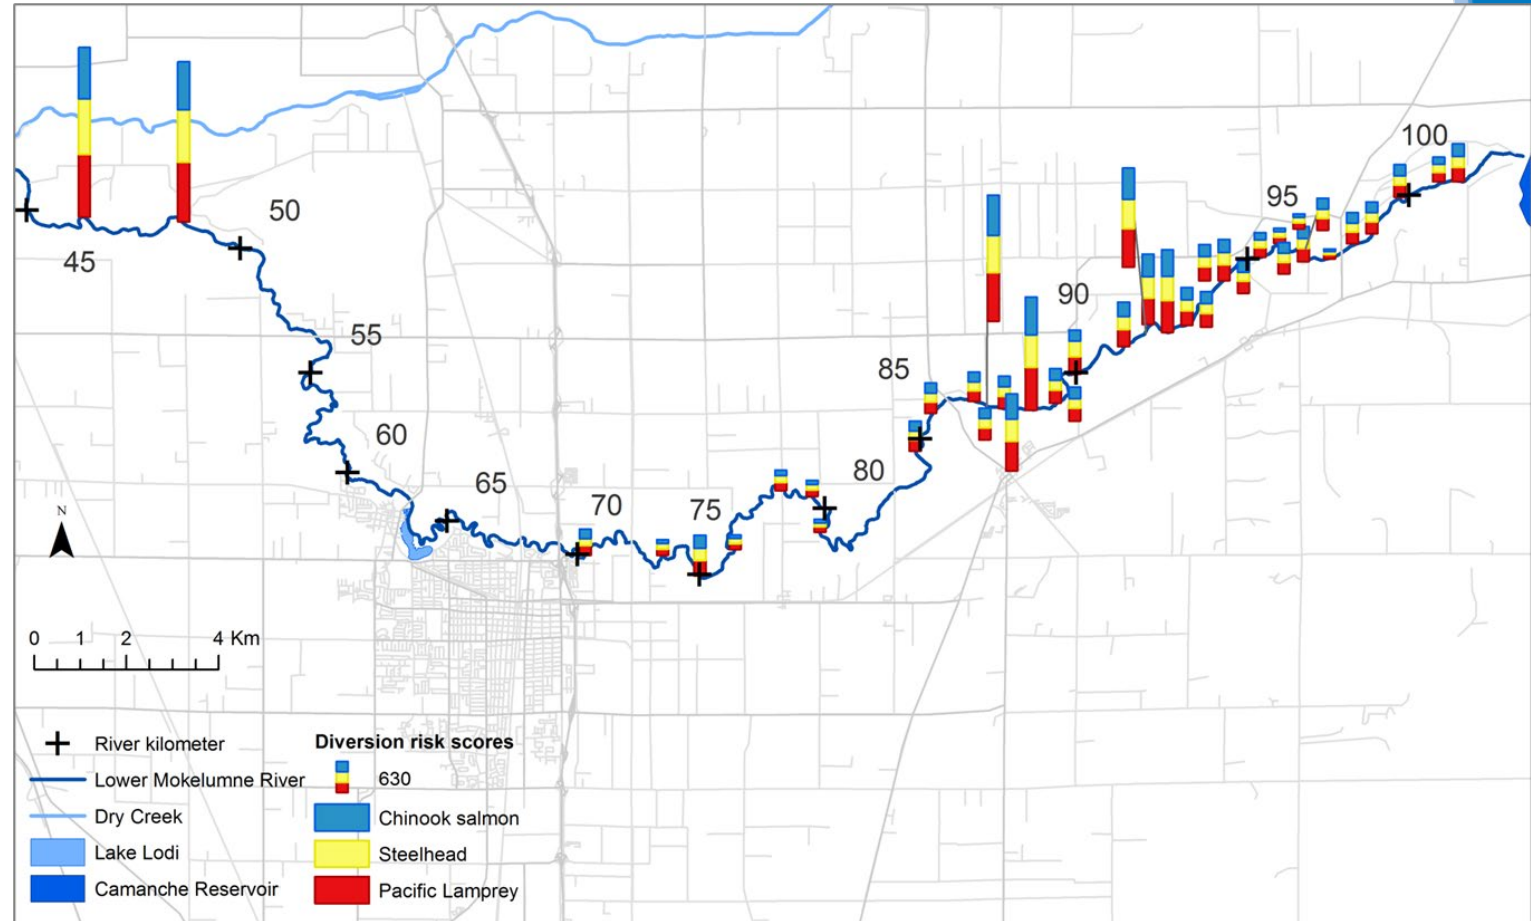 100
95
50
45
90
55
85
60
80
65
70
75
N
0 1 2 4 Km
River kilometer
Lower Mokelumne River
Dry Creek
Lake Lodi
Camanche Reservoir
Diversion risk scores
630
Chinook salmon
Steelhead
Pacific Lamprey